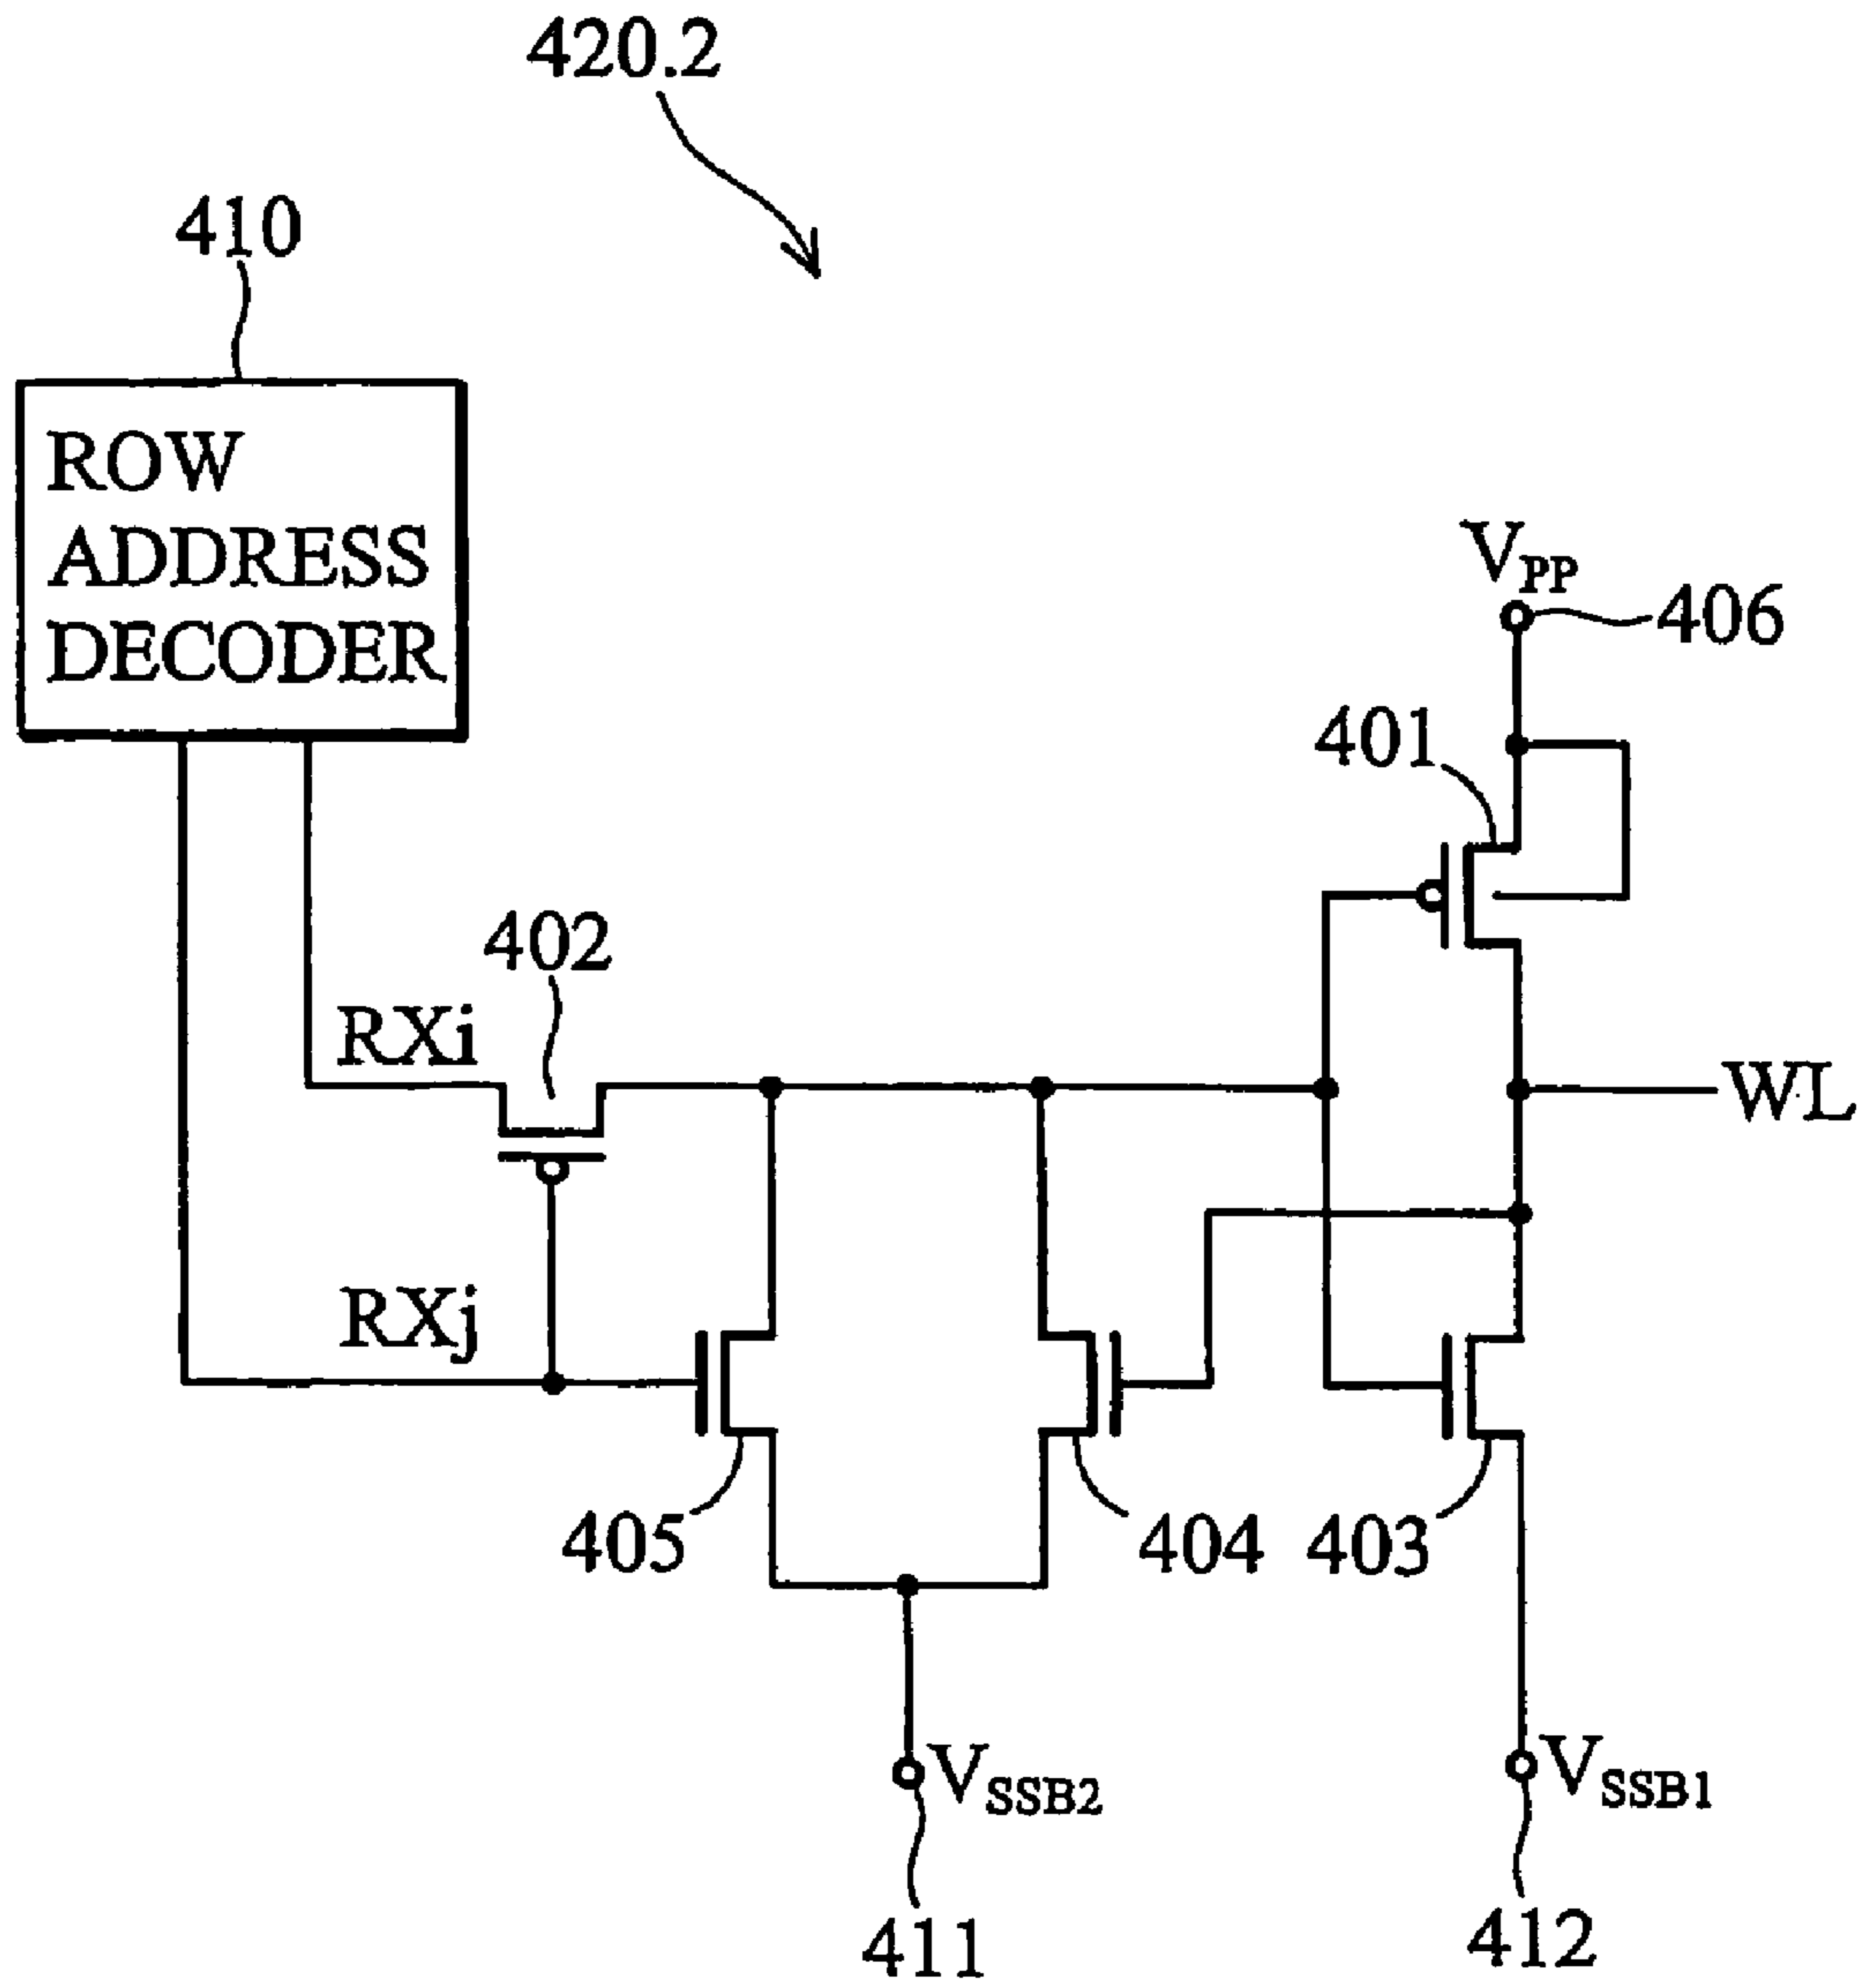 420.2
410
ROW
ADDRESS
DECODER
VPP
406
401
402
RXi
WL
RXj
405
404
403
VSSB2
VSSB1
411
412